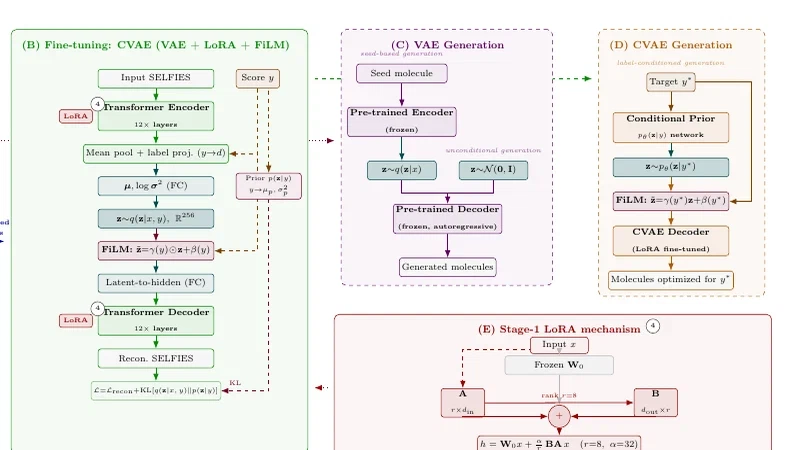 (B) Fine-tuning: CVAE (VAE + LoRA + FiLM)
Input SELFIES
Score y
4
LoRA
Transformer Encoder
12× layers
Mean pool + label proj. (y→d)
Prior p(z|y)
y→μₚ, σ²ₚ
μ, log σ² (FC)
z∼q(z|x, y), ℝ²⁵⁶
FiLM: z̃=γ(y)⊙z+β(y)
Latent-to-hidden (FC)
4
LoRA
Transformer Decoder
12× layers
Recon. SELFIES
KL
ℒ=ℒrecon+KL[q(z|x, y)∥p(z|y)]
(C) VAE Generation
seed-based generation
Seed molecule
Pre-trained Encoder
(frozen)
unconditional generation
z∼q(z|x)
z∼𝒩(0, I)
Pre-trained Decoder
(frozen, autoregressive)
Generated molecules
(D) CVAE Generation
label-conditioned generation
Target y*
Conditional Prior
pθ(z|y) network
z∼pθ(z|y*)
FiLM: z̃=γ(y*)z+β(y*)
CVAE Decoder
(LoRA fine-tuned)
Molecules optimized for y*
(E) Stage-1 LoRA mechanism 4
Input x
Frozen W₀
A
r×d_in
rank r=8
+
B
d_out×r
h = W₀x + α/r BAx (r=8, α=32)